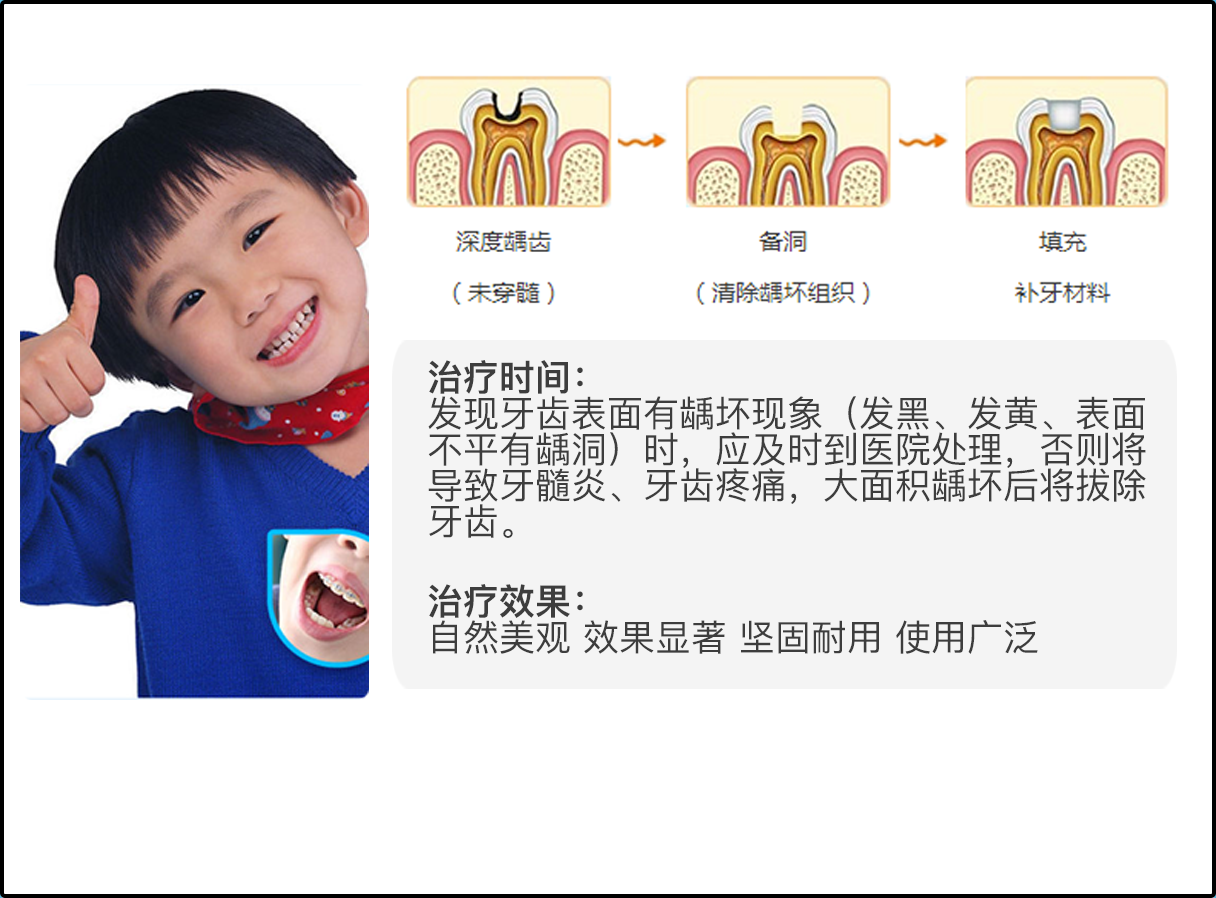 深度龋齿
（未穿髓）
备洞
（清除龋坏组织）
填充
补牙材料
治疗时间：
发现牙齿表面有龋坏现象（发黑、发黄、表面
不平有龋洞）时，应及时到医院处理，否则将
导致牙髓炎、牙齿疼痛，大面积龋坏后将拔除
牙齿。
治疗效果：
自然美观 效果显著 坚固耐用 使用广泛